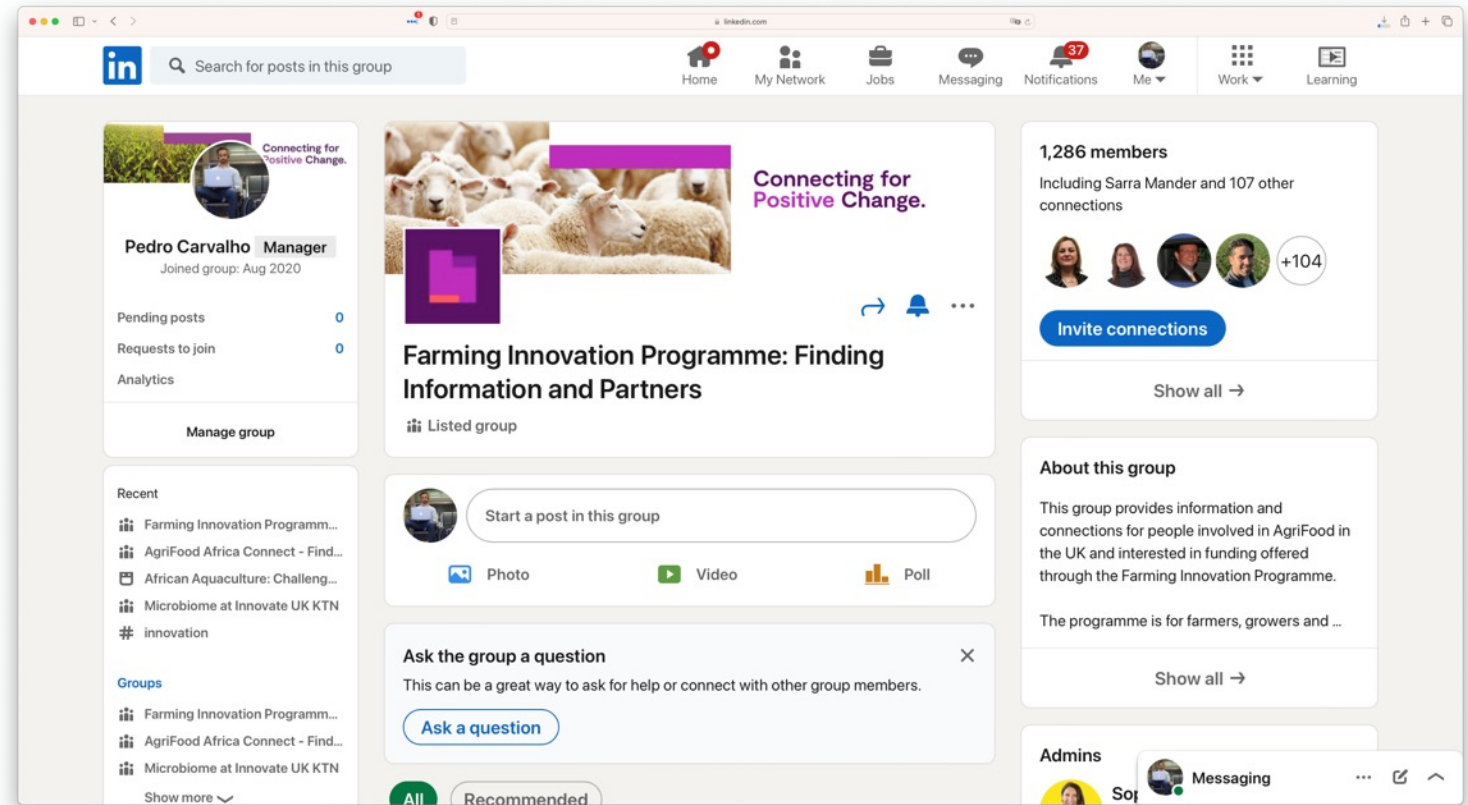 linkedin.com
in
Search for posts in this group
Home
My Network
Jobs
Messaging
37
Notifications
Me
Work
Learning
Connecting for
Positive Change.
Pedro Carvalho Manager
Joined group: Aug 2020
Pending posts 0
Requests to join 0
Analytics
Manage group
Recent
Farming Innovation Programm...
AgriFood Africa Connect - Find...
African Aquaculture: Challeng...
Microbiome at Innovate UK KTN
# innovation
Groups
Farming Innovation Programm...
AgriFood Africa Connect - Find...
Microbiome at Innovate UK KTN
Show more
Connecting for
Positive Change.
Farming Innovation Programme: Finding
Information and Partners
Listed group
Start a post in this group
Photo
Video
Poll
Ask the group a question
This can be a great way to ask for help or connect with other group members.
Ask a question
All
Recommended
1,286 members
Including Sarra Mander and 107 other
connections
+104
Invite connections
Show all →
About this group
This group provides information and
connections for people involved in AgriFood in
the UK and interested in funding offered
through the Farming Innovation Programme.
The programme is for farmers, growers and ...
Show all →
Admins
Messaging